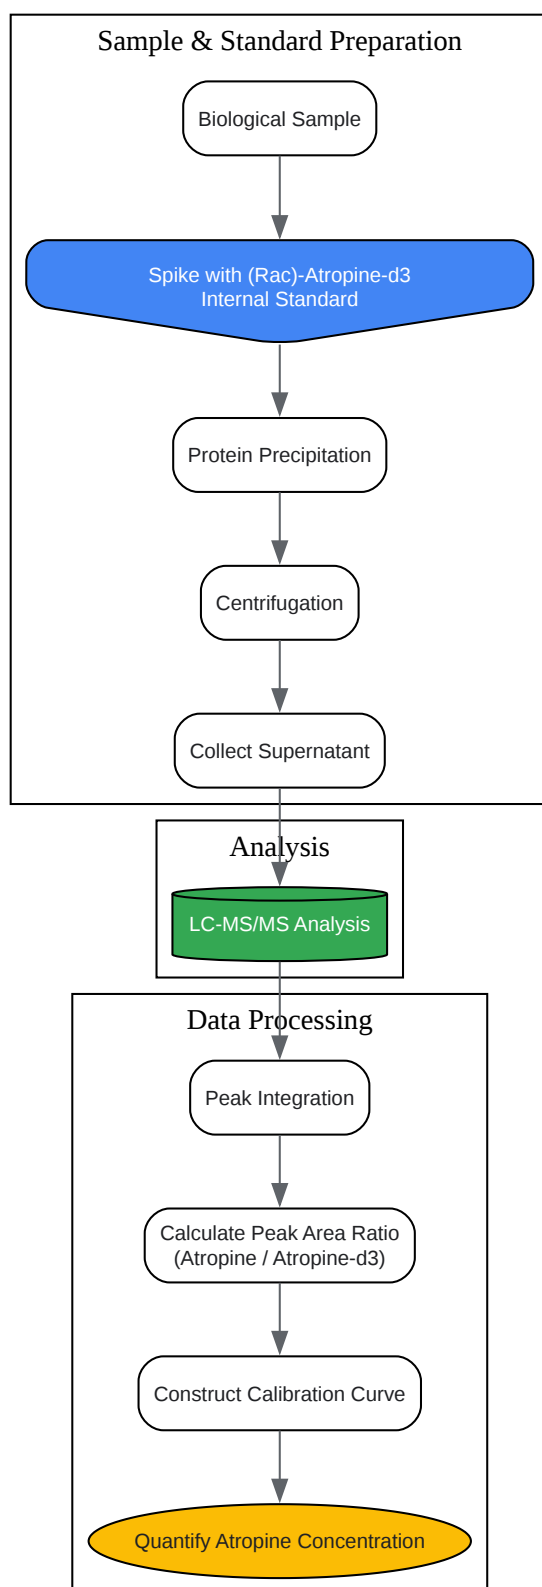 Sample & Standard Preparation
Biological Sample
Spike with (Rac)-Atropine-d3
Internal Standard
Protein Precipitation
Centrifugation
Collect Supernatant
Analysis
LC-MS/MS Analysis
Data Processing
Peak Integration
Calculate Peak Area Ratio
(Atropine / Atropine-d3)
Construct Calibration Curve
Quantify Atropine Concentration